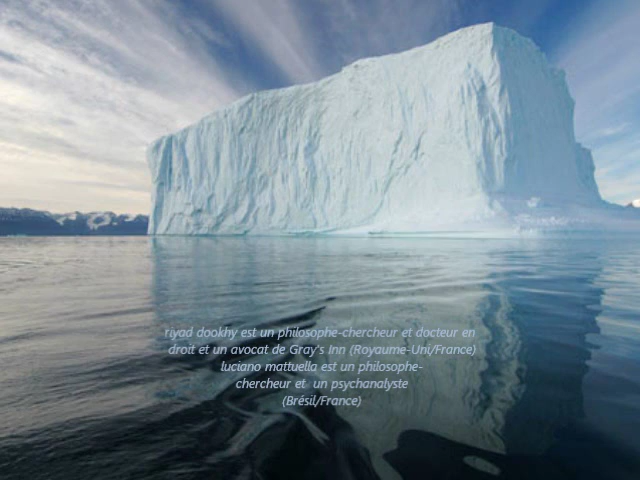 riyad dookhy est un philosophe-chercheur et docteur en
droit et un avocat de Gray's Inn (Royaume-Uni/France)
luciano mattuella est un philosophe-
chercheur et  un psychanalyste
(Brésil/France)